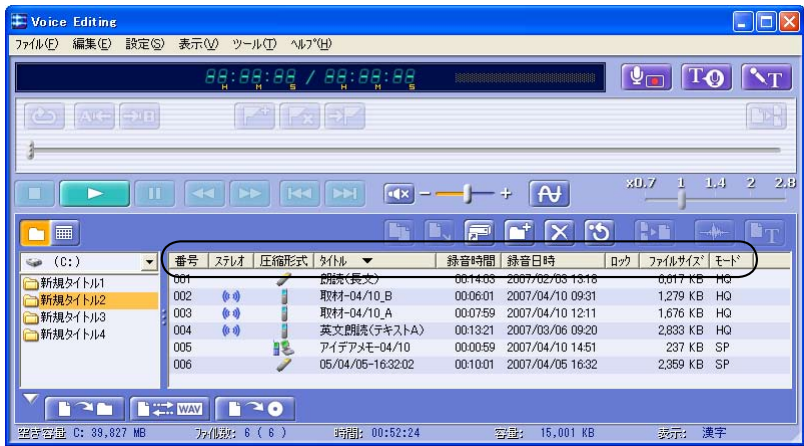 Voice Editing
ファイル(F) 編集(E) 設定(S) 表示(V) ツール(T) ヘルプ(H)
88:88:88 / 88:88:88
H M S H M S
T T
A B
x0.7 1 1.4 2 2.8
(C:)
新規タイトル1
新規タイトル2
新規タイトル3
新規タイトル4
番号 ステレオ 圧縮形式 タイトル ▼ 録音時間 録音日時 ロック ファイルサイズ モード
001 朗読(長文) 00:14:03 2007/02/03 13:18 6,617 KB HQ
002 取材-04/10_B 00:06:01 2007/04/10 09:31 1,279 KB HQ
003 取材-04/10_A 00:07:59 2007/04/10 12:11 1,676 KB HQ
004 英文朗読(テキストA) 00:13:21 2007/03/06 09:20 2,833 KB HQ
005 アイデアメモ-04/10 00:00:59 2007/04/10 14:51 237 KB SP
006 05/04/05-16:32:02 00:10:01 2007/04/05 16:32 2,359 KB SP
WAV
空き容量: C: 39,827 MB ファイル数: 6 ( 6 ) 時間: 00:52:24 容量: 15,001 KB 表示: 漢字